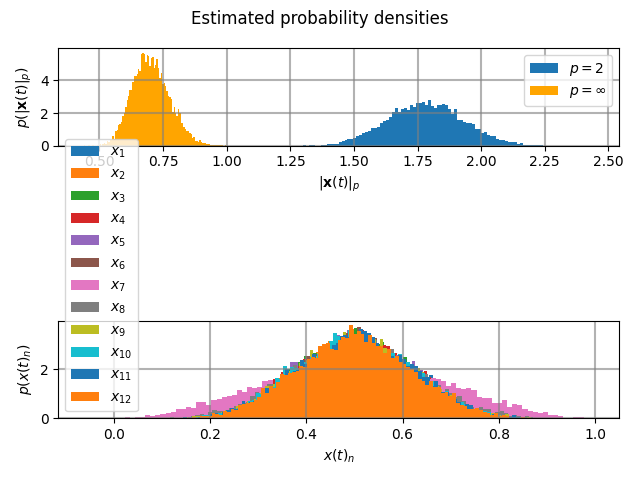 Estimated probability densities
p(|x(t)|p)
4
2
0
p = 2
p = ∞
0.50 0.75 1.00 1.25 1.50 1.75 2.00 2.25 2.50
|x(t)|p
x1
x2
x3
x4
x5
x6
x7
x8
x9
x10
x11
x12
p(x(t)n)
2
0
0.0 0.2 0.4 0.6 0.8 1.0
x(t)n